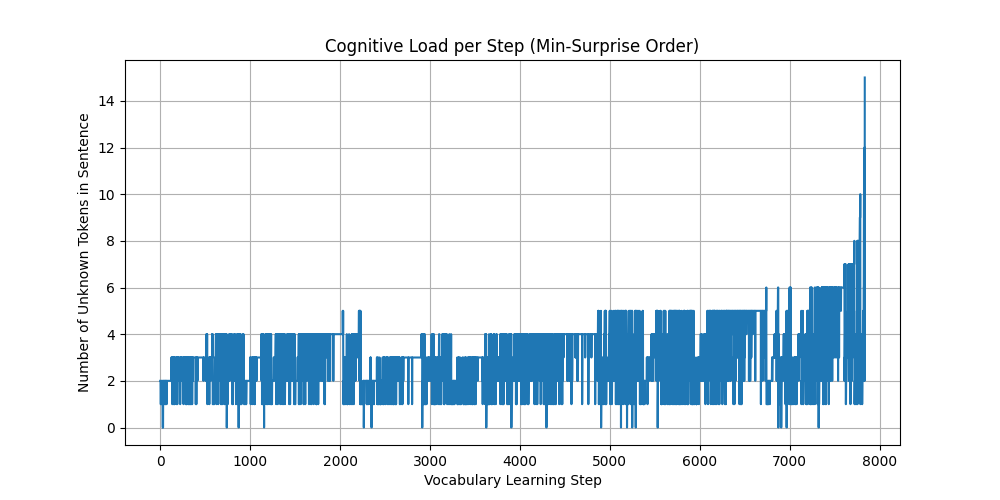 Cognitive Load per Step (Min-Surprise Order)
Number of Unknown Tokens in Sentence
14
12
10
8
6
4
2
0
0 1000 2000 3000 4000 5000 6000 7000 8000
Vocabulary Learning Step